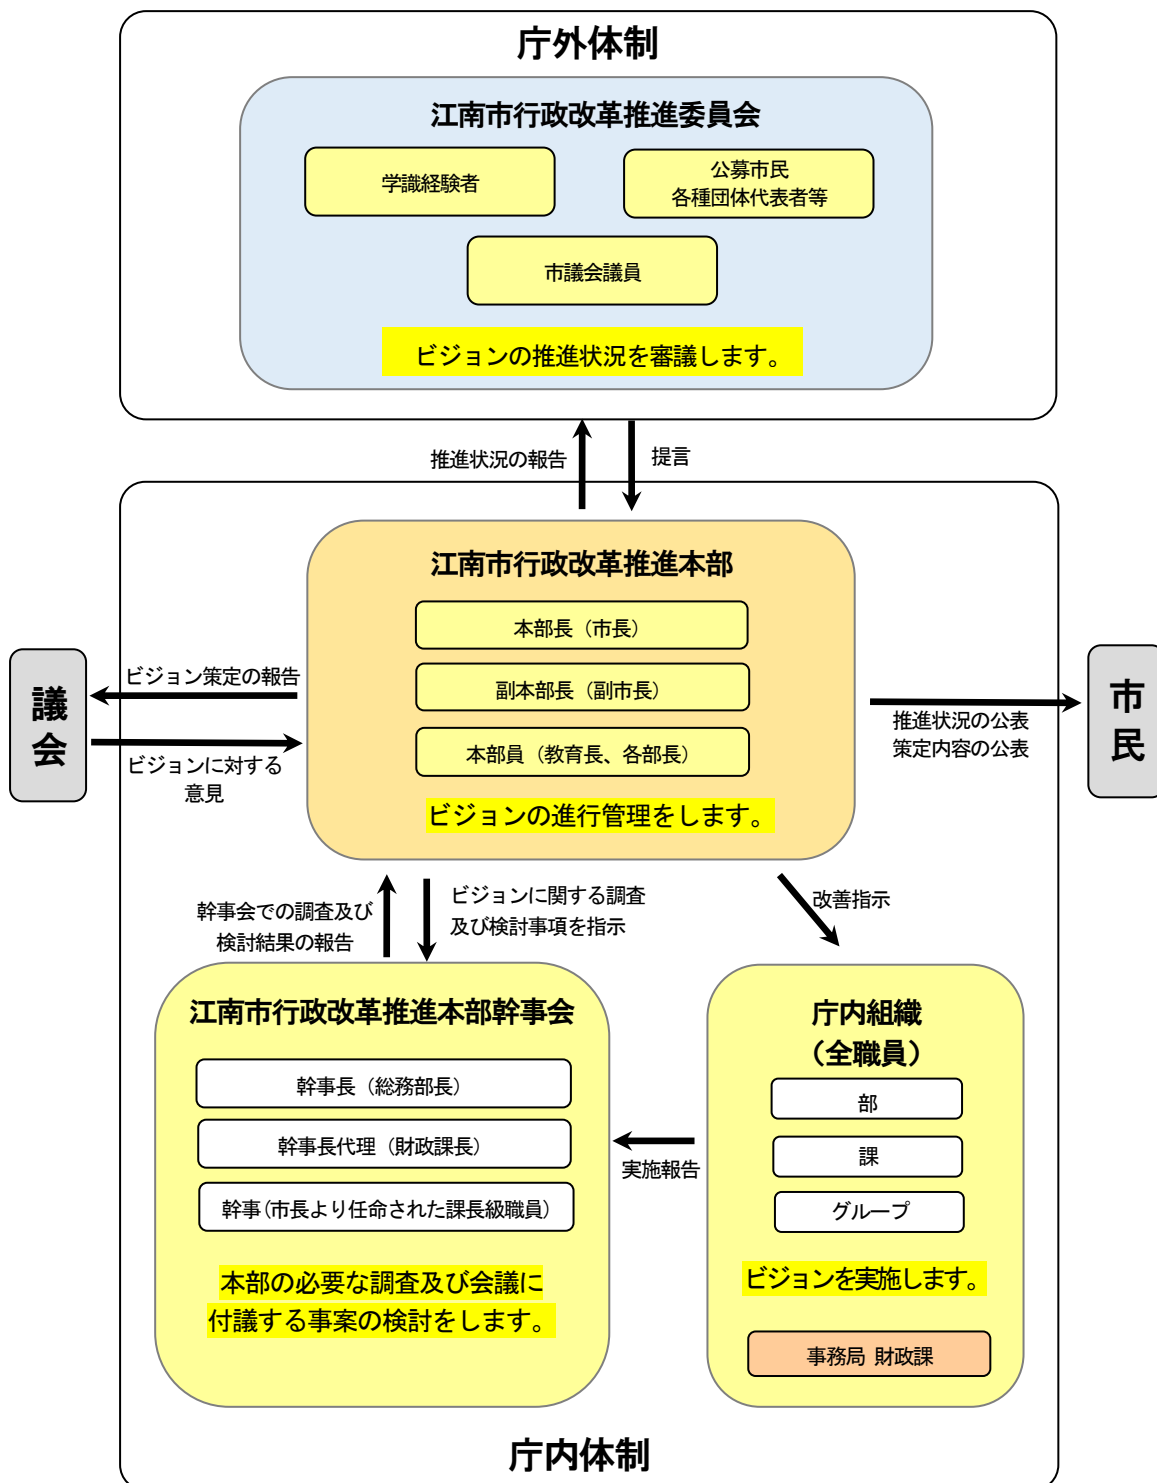 庁外体制
江南市行政改革推進委員会
学識経験者
公募市民
各種団体代表者等
市議会議員
ビジョンの推進状況を審議します。
推進状況の報告
提言
江南市行政改革推進本部
本部長（市長）
副本部長（副市長）
本部員（教育長、各部長）
ビジョンの進行管理をします。
議会
ビジョン策定の報告
ビジョンに対する
意見
推進状況の公表
策定内容の公表
市民
幹事会での調査及び
検討結果の報告
ビジョンに関する調査
及び検討事項を指示
改善指示
江南市行政改革推進本部幹事会
幹事長（総務部長）
幹事長代理（財政課長）
幹事（市長より任命された課長級職員）
本部の必要な調査及び会議に
付議する事案の検討をします。
実施報告
庁内組織
（全職員）
部
課
グループ
ビジョンを実施します。
事務局 財政課
庁内体制